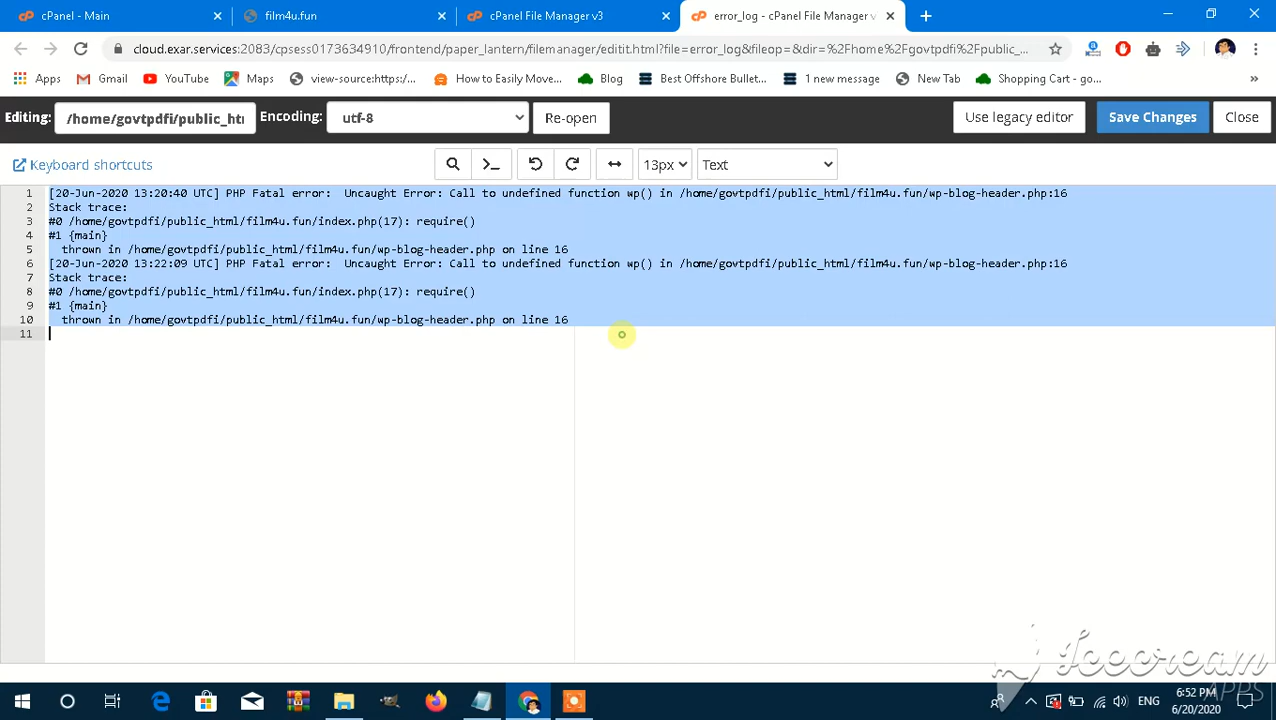 cPanel - Main
film4u.fun
cPanel File Manager v3
error_log - cPanel File Manager v
cloud.exar.services:2083/cpsess0173634910/frontend/paper_lantern/filemanager/editit.html?file=error_log&fileop=&dir=%2Fhome%2Fgovtpdfi%2Fpublic_...
Apps
Gmail
YouTube
Maps
view-source:https:/...
How to Easily Move...
Blog
Best Offshore Bullet...
1 new message
New Tab
Shopping Cart - go...
»
Editing:
/home/govtpdfi/public_htı
Encoding:
utf-8
Re-open
Use legacy editor
Save Changes
Close
Keyboard shortcuts
13px
Text
1 [20-Jun-2020 13:20:40 UTC] PHP Fatal error:  Uncaught Error: Call to undefined function wp() in /home/govtpdfi/public_html/film4u.fun/wp-blog-header.php:16
2 Stack trace:
3 #0 /home/govtpdfi/public_html/film4u.fun/index.php(17): require()
4 #1 {main}
5   thrown in /home/govtpdfi/public_html/film4u.fun/wp-blog-header.php on line 16
6 [20-Jun-2020 13:22:09 UTC] PHP Fatal error:  Uncaught Error: Call to undefined function wp() in /home/govtpdfi/public_html/film4u.fun/wp-blog-header.php:16
7 Stack trace:
8 #0 /home/govtpdfi/public_html/film4u.fun/index.php(17): require()
9 #1 {main}
10   thrown in /home/govtpdfi/public_html/film4u.fun/wp-blog-header.php on line 16
11
Icecream
APPS
ENG
6:52 PM
6/20/2020